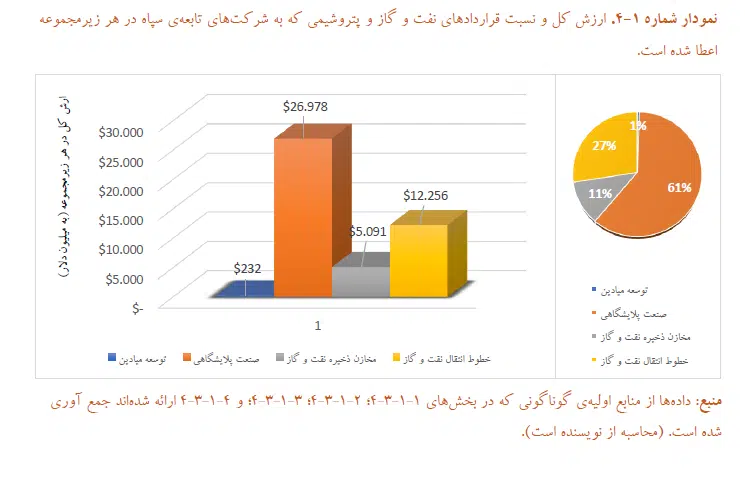 نمودار شماره ۱-۴. ارزش کل و نسبت قراردادهای نفت و گاز و پتروشیمی که به شرکت‌های تابعه‌ی سپاه در هر زیرمجموعه
اعطا شده است.
ارزش کل در هر زیرمجموعه (به میلیون دلار)
$30.000
$25.000
$20.000
$15.000
$10.000
$5.000
$-
$232
$26.978
$5.091
$12.256
1
توسعه میادین
صنعت پلایشگاهی
مخازن ذخیره نفت و گاز
خطوط انتقال نفت و گاز
1%
27%
11%
61%
توسعه میادین
صنعت پلایشگاهی
مخازن ذخیره نفت و گاز
خطوط انتقال نفت و گاز
منبع: داده‌ها از منابع اولیه‌ی گوناگونی که در بخش‌های ۱-۱-۳-۴؛ ۲-۱-۳-۴؛ ۳-۱-۳-۴؛ و ۴-۱-۳-۴ ارائه شده‌اند جمع آوری
شده است. (محاسبه از نویسنده است).